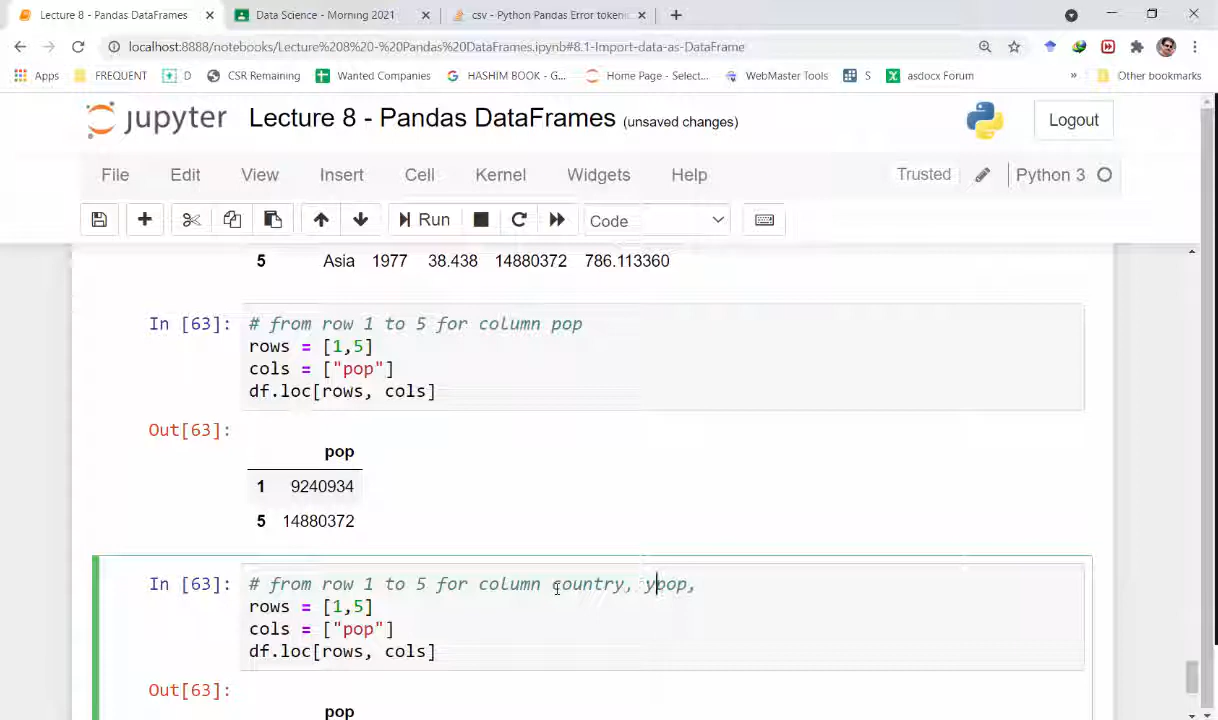 Lecture 8 - Pandas DataFrames
Data Science - Morning 2021
csv - Python Pandas Error tokeni
localhost:8888/notebooks/Lecture%208%20-%20Pandas%20DataFrames.ipynb#8.1-Import-data-as-DataFrame
Apps FREQUENT D CSR Remaining Wanted Companies HASHIM BOOK - G... Home Page - Select... WebMaster Tools S asdocx Forum » Other bookmarks
jupyter Lecture 8 - Pandas DataFrames (unsaved changes) Logout
File Edit View Insert Cell Kernel Widgets Help Trusted Python 3
Run Code
5 Asia 1977 38.438 14880372 786.113360
In [63]: # from row 1 to 5 for column pop
rows = [1,5]
cols = ["pop"]
df.loc[rows, cols]
Out[63]:
pop
1 9240934
5 14880372
In [63]: # from row 1 to 5 for column country, ypop,
rows = [1,5]
cols = ["pop"]
df.loc[rows, cols]
Out[63]:
pop